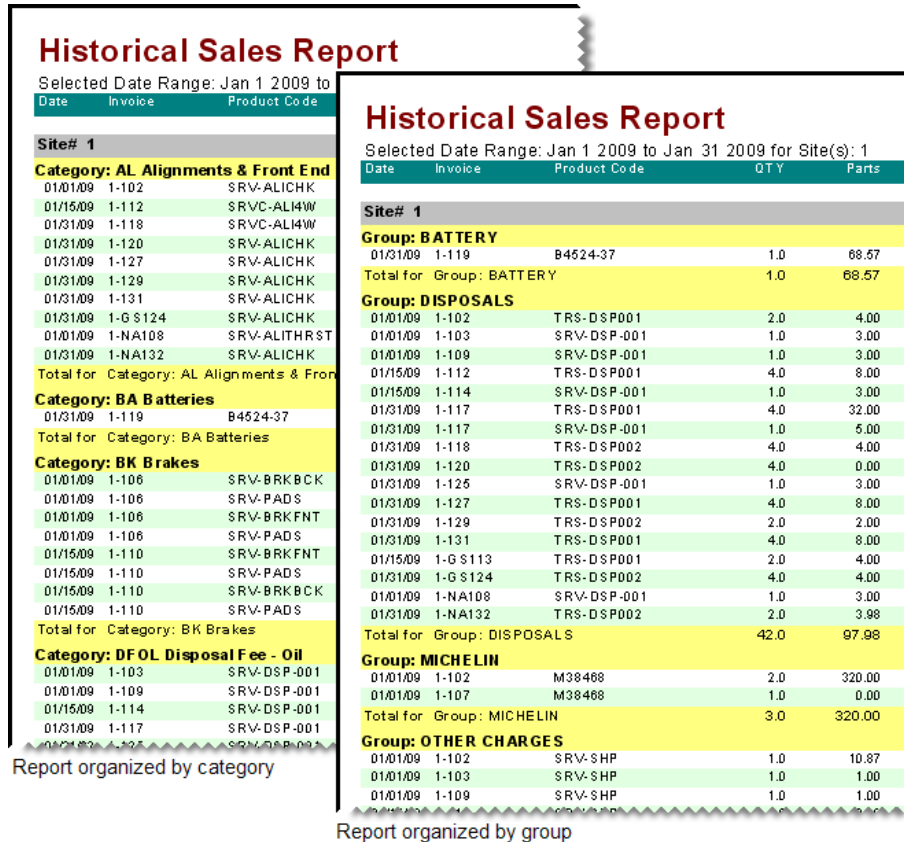 Historical Sales Report
Selected Date Range: Jan 1 2009 to
Date Invoice Product Code
Site# 1
Category: AL Alignments & Front End
01/01/09 1-102 SRV-ALICHK
01/15/09 1-112 SRVC-ALI4W
01/31/09 1-118 SRVC-ALI4W
01/31/09 1-120 SRV-ALICHK
01/31/09 1-127 SRV-ALICHK
01/31/09 1-129 SRV-ALICHK
01/31/09 1-131 SRV-ALICHK
01/31/09 1-GS124 SRV-ALICHK
01/01/09 1-NA108 SRV-ALITHRST
01/31/09 1-NA132 SRV-ALICHK
Total for Category: AL Alignments & Fron
Category: BA Batteries
01/31/09 1-119 B4524-37
Total for Category: BA Batteries
Category: BK Brakes
01/01/09 1-106 SRV-BRKBCK
01/01/09 1-106 SRV-PADS
01/01/09 1-106 SRV-BRKFNT
01/01/09 1-106 SRV-PADS
01/15/09 1-110 SRV-BRKFNT
01/15/09 1-110 SRV-PADS
01/15/09 1-110 SRV-BRKBCK
01/15/09 1-110 SRV-PADS
Total for Category: BK Brakes
Category: DFOL Disposal Fee - Oil
01/01/09 1-103 SRV-DSP-001
01/01/09 1-109 SRV-DSP-001
01/15/09 1-114 SRV-DSP-001
01/31/09 1-117 SRV-DSP-001
Report organized by category
Historical Sales Report
Selected Date Range: Jan 1 2009 to Jan 31 2009 for Site(s): 1
Date Invoice Product Code QTY Parts
Site# 1
Group: BATTERY
01/31/09 1-119 B4524-37 1.0 68.57
Total for Group: BATTERY 1.0 68.57
Group: DISPOSALS
01/01/09 1-102 TRS-DSP001 2.0 4.00
01/01/09 1-103 SRV-DSP-001 1.0 3.00
01/01/09 1-109 SRV-DSP-001 1.0 3.00
01/15/09 1-112 TRS-DSP001 4.0 8.00
01/15/09 1-114 SRV-DSP-001 1.0 3.00
01/31/09 1-117 TRS-DSP001 4.0 32.00
01/31/09 1-117 SRV-DSP-001 1.0 5.00
01/31/09 1-118 TRS-DSP002 4.0 4.00
01/31/09 1-120 TRS-DSP002 4.0 0.00
01/31/09 1-125 SRV-DSP-001 1.0 3.00
01/31/09 1-127 TRS-DSP001 4.0 8.00
01/31/09 1-129 TRS-DSP002 2.0 2.00
01/31/09 1-131 TRS-DSP001 4.0 8.00
01/15/09 1-GS113 TRS-DSP001 2.0 4.00
01/31/09 1-GS124 TRS-DSP002 4.0 4.00
01/01/09 1-NA108 SRV-DSP-001 1.0 3.00
01/31/09 1-NA132 TRS-DSP002 2.0 3.98
Total for Group: DISPOSALS 42.0 97.98
Group: MICHELIN
01/01/09 1-102 M38468 2.0 320.00
01/01/09 1-107 M38468 1.0 0.00
Total for Group: MICHELIN 3.0 320.00
Group: OTHER CHARGES
01/01/09 1-102 SRV-SHP 1.0 10.87
01/01/09 1-103 SRV-SHP 1.0 1.00
01/01/09 1-109 SRV-SHP 1.0 1.00
Report organized by group